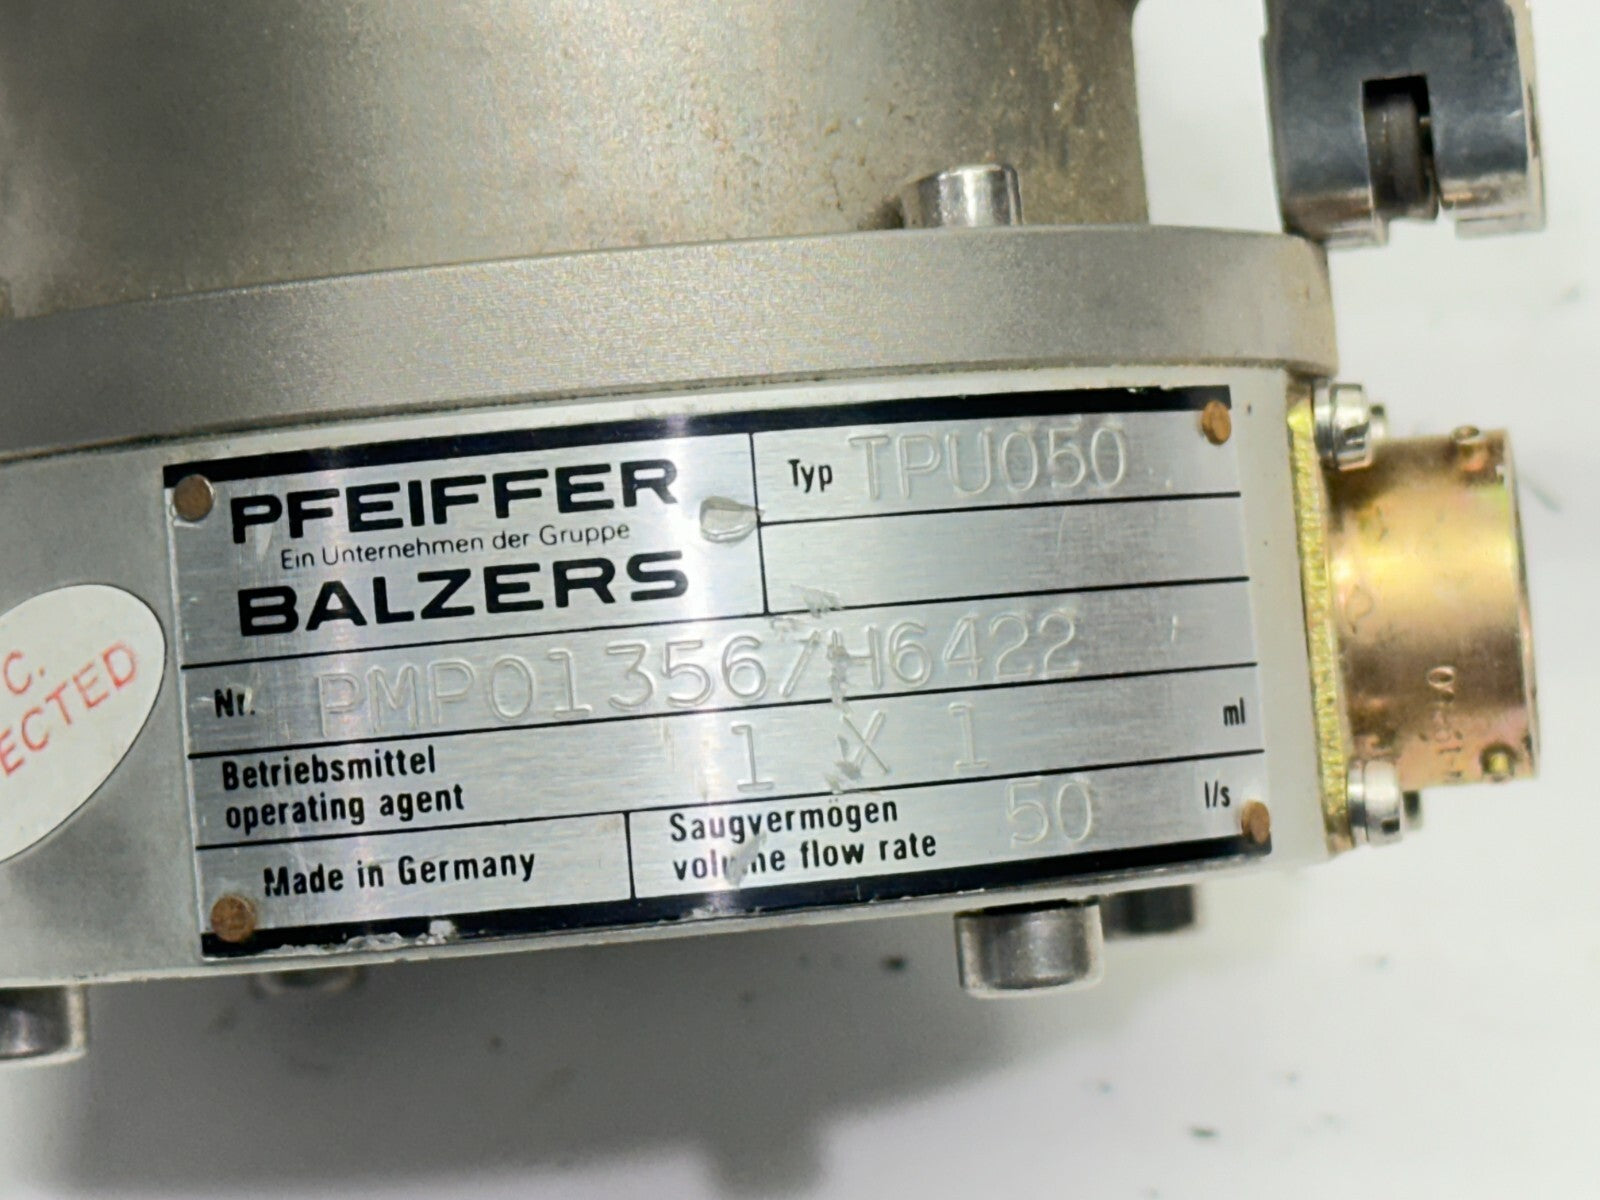 PFEIFFER
Ein Unternehmen der Gruppe
BALZERS
Typ TPU050
Nr. PMP01356/H6422
Betriebsmittel
operating agent
1 X 1 ml
Made in Germany
Saugvermögen
volume flow rate
50 l/s
C.
ECTED